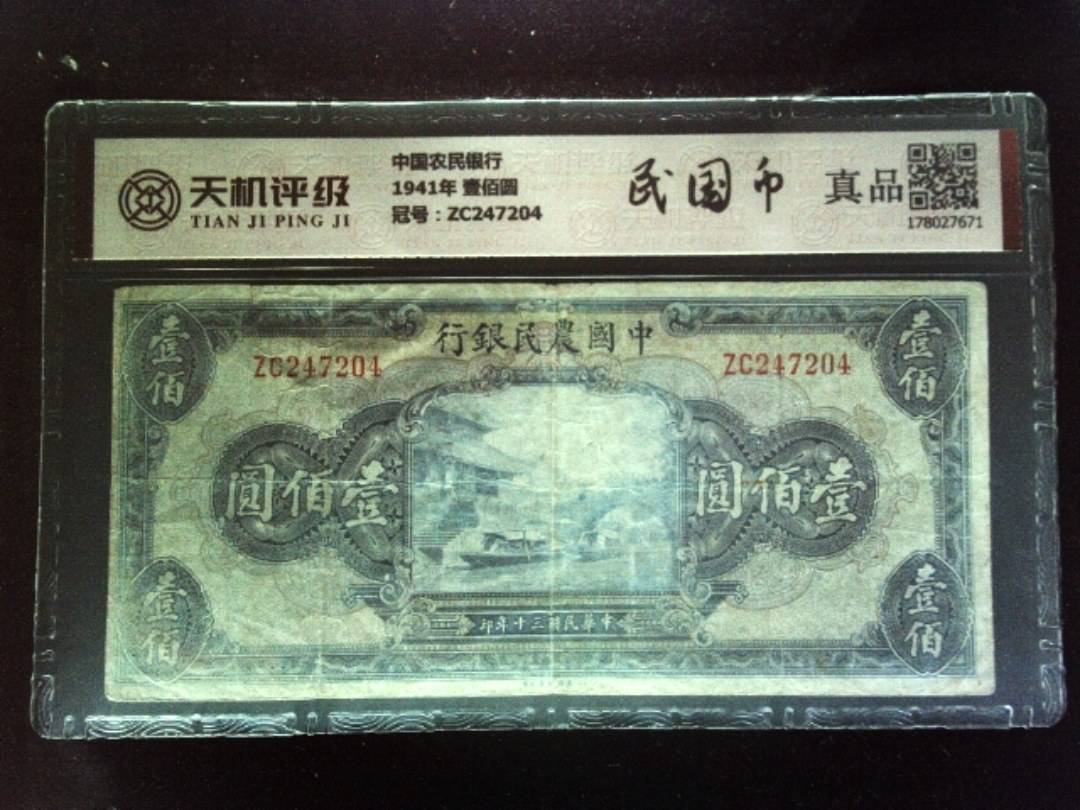 天机评级
TIAN JI PING JI
中国农民银行
1941年 壹佰圆
冠号：ZC247204
民国币
真品
178027671
中國農民銀行
ZC247204
ZC247204
壹佰
壹佰
壹佰圓
壹佰圓
壹佰
壹佰
中華民國三十年印